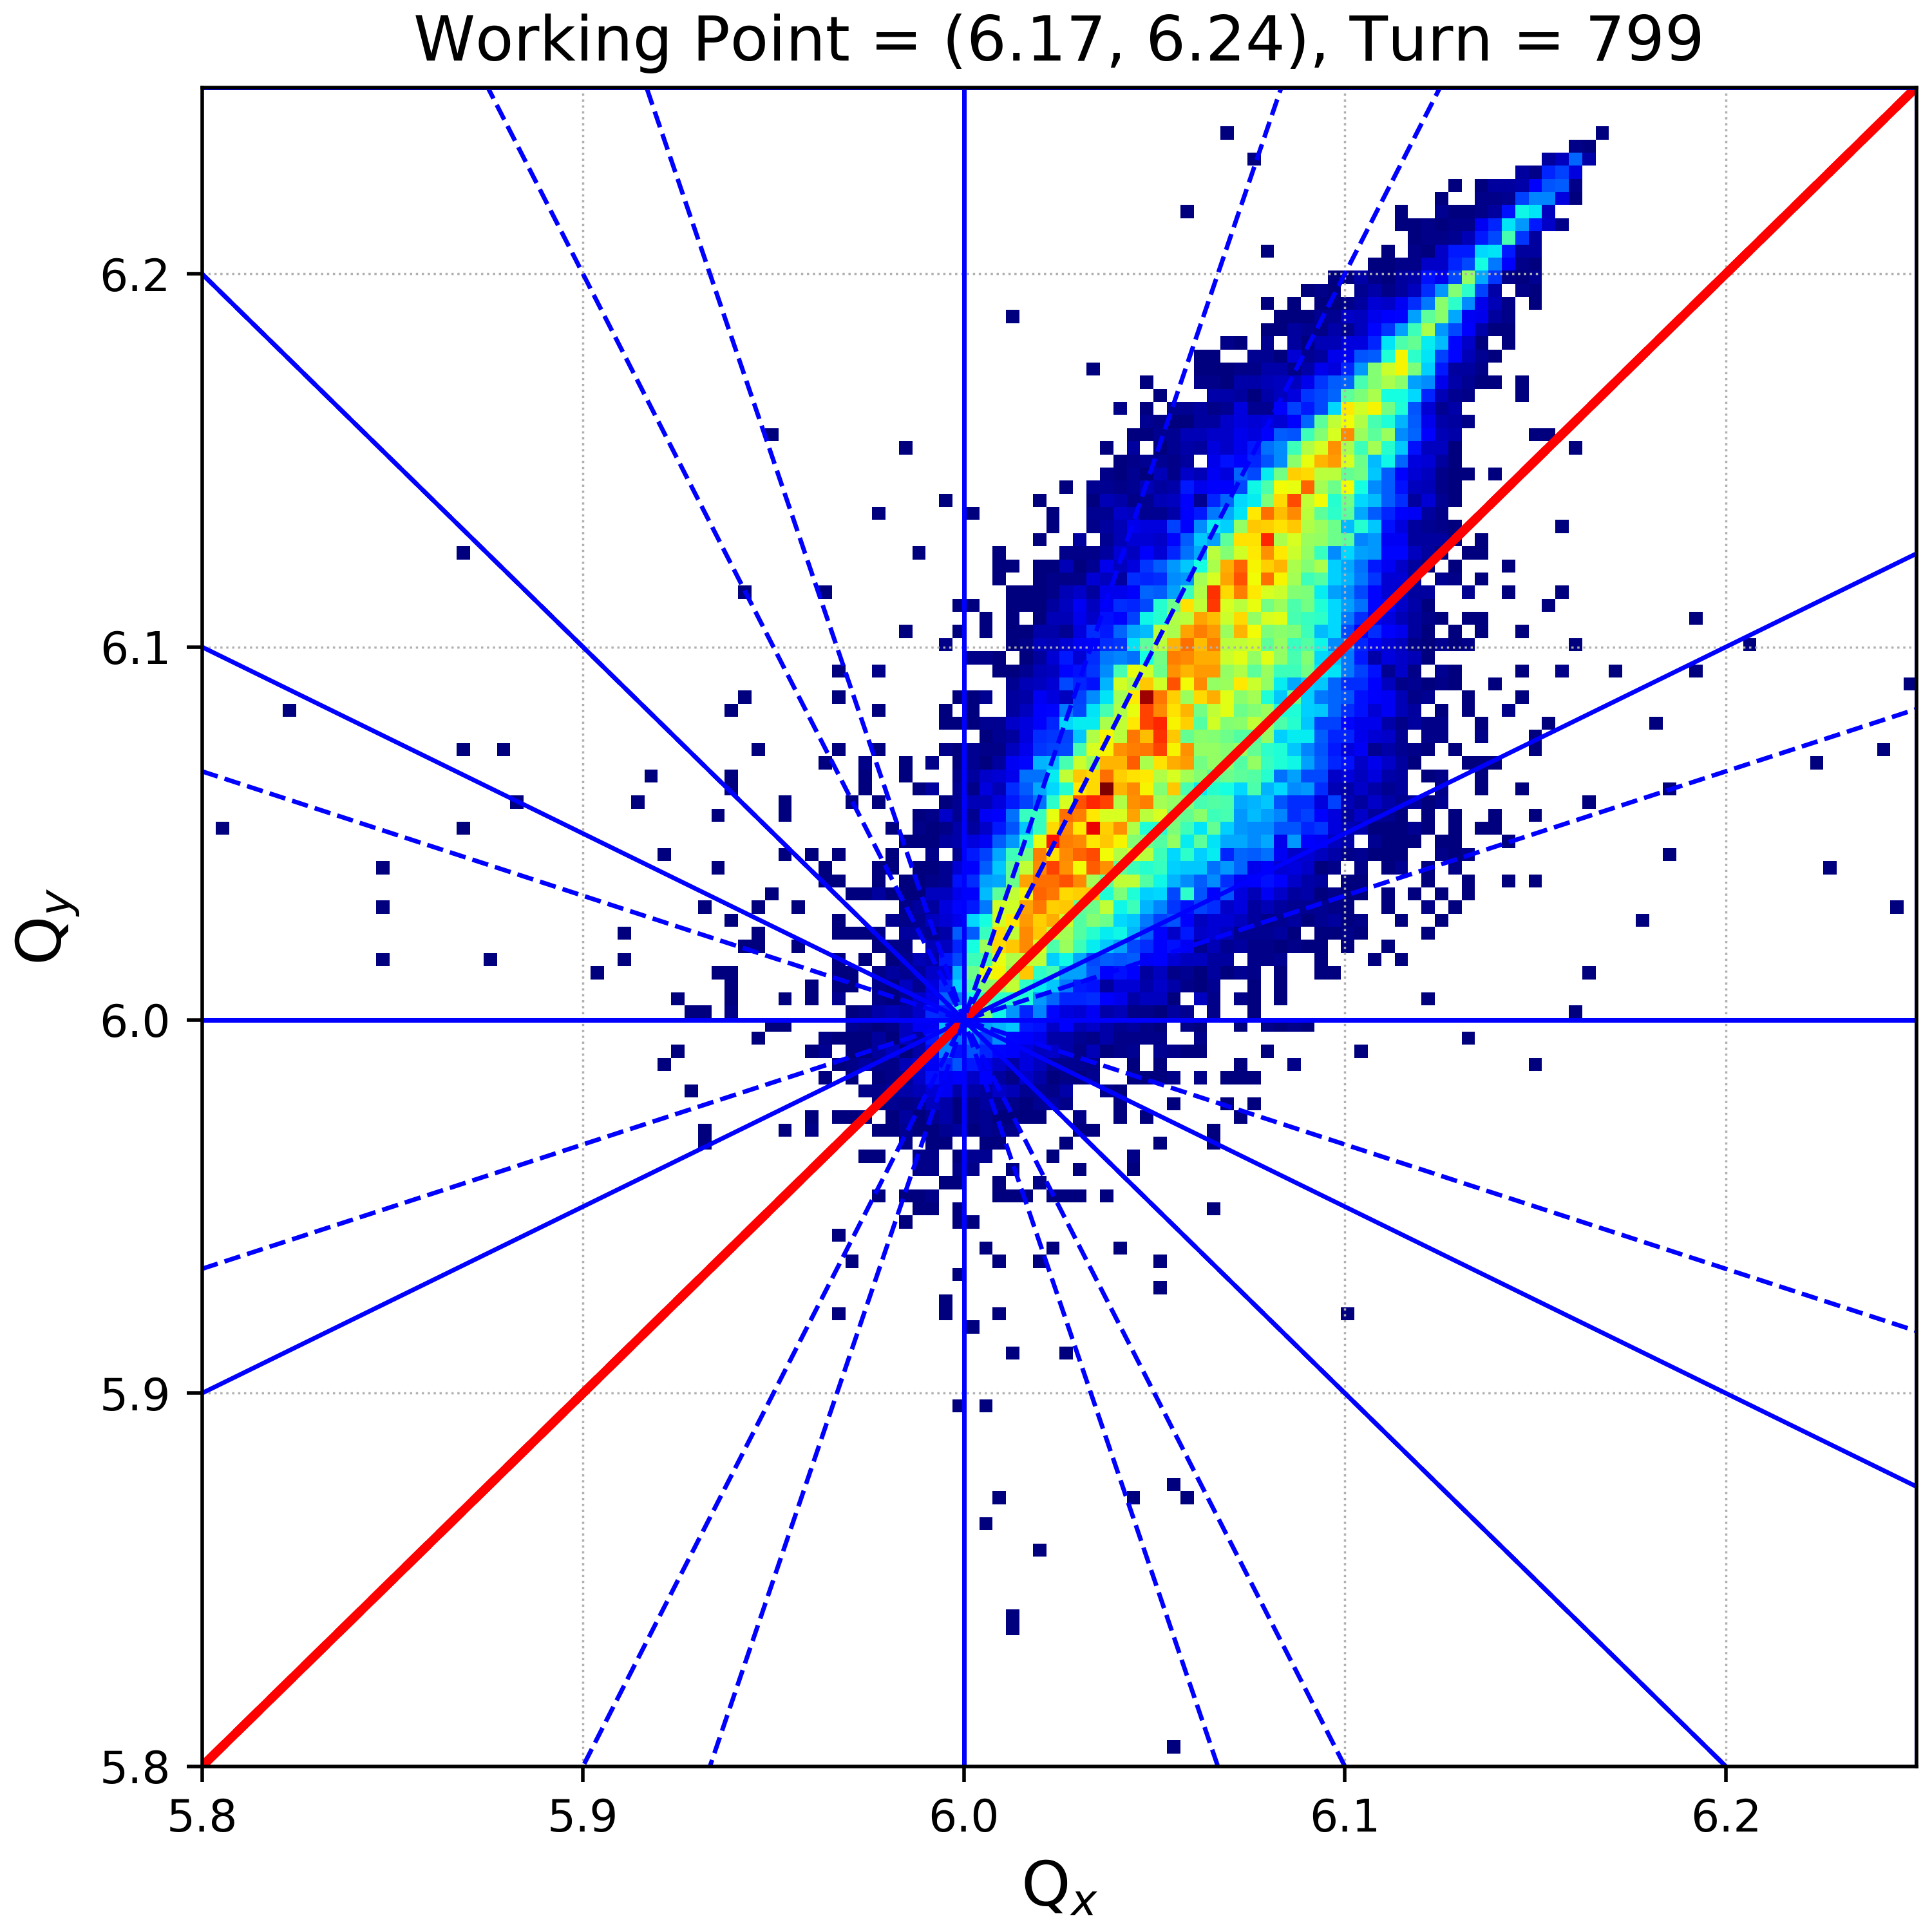 Working Point = (6.17, 6.24), Turn = 799
6.2
6.1
6.0
5.9
5.8
Qy
5.8 5.9 6.0 6.1 6.2
Qx